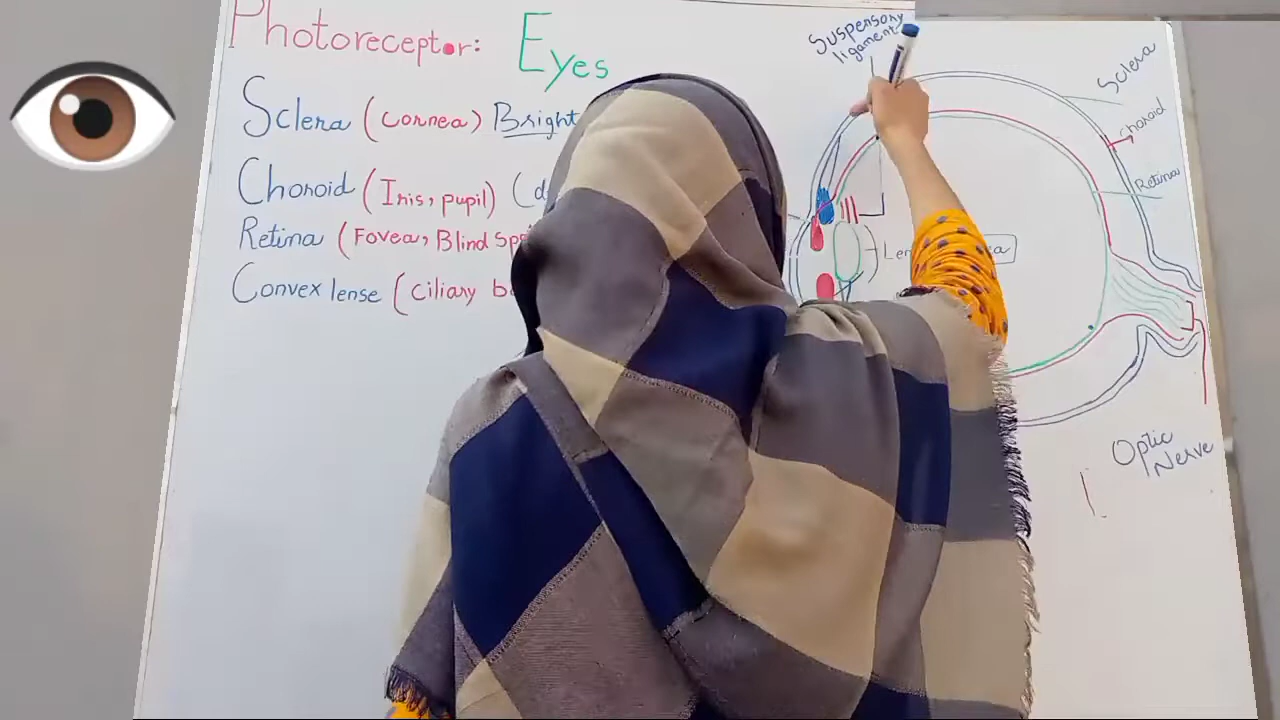 Photoreceptor: Eyes
Sclera (cornea) Bright
Choroid (Iris, pupil)
Retina (Fovea, Blind
Convex lense (ciliary
Suspensory
ligament
Sclera
Choroid
Retina
Optic
Nerve